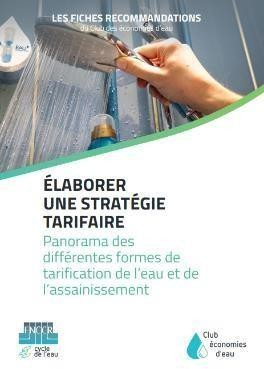 LES FICHES RECOMMANDATIONS
du Club des économies d'eau
ÉLABORER
UNE STRATÉGIE
TARIFAIRE
Panorama des
différentes formes de
tarification de l'eau et de
l'assainissement
FNCCR
cycle
de l'eau
Club
économies
d'eau